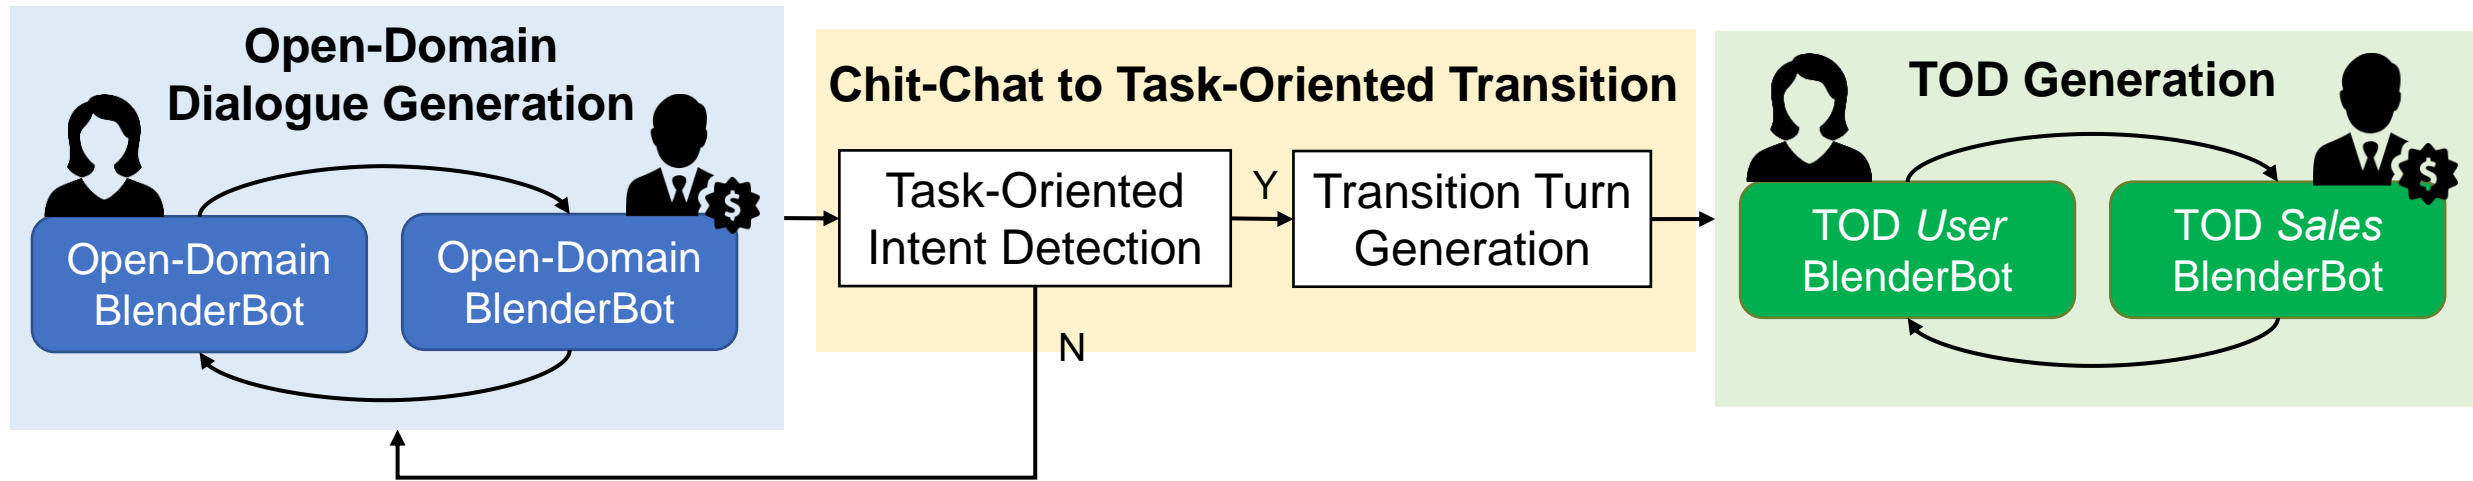 Open-Domain
Dialogue Generation
Open-Domain
BlenderBot
Open-Domain
BlenderBot
$
Chit-Chat to Task-Oriented Transition
Task-Oriented
Intent Detection
Y
Transition Turn
Generation
N
TOD Generation
TOD User
BlenderBot
TOD Sales
BlenderBot
$